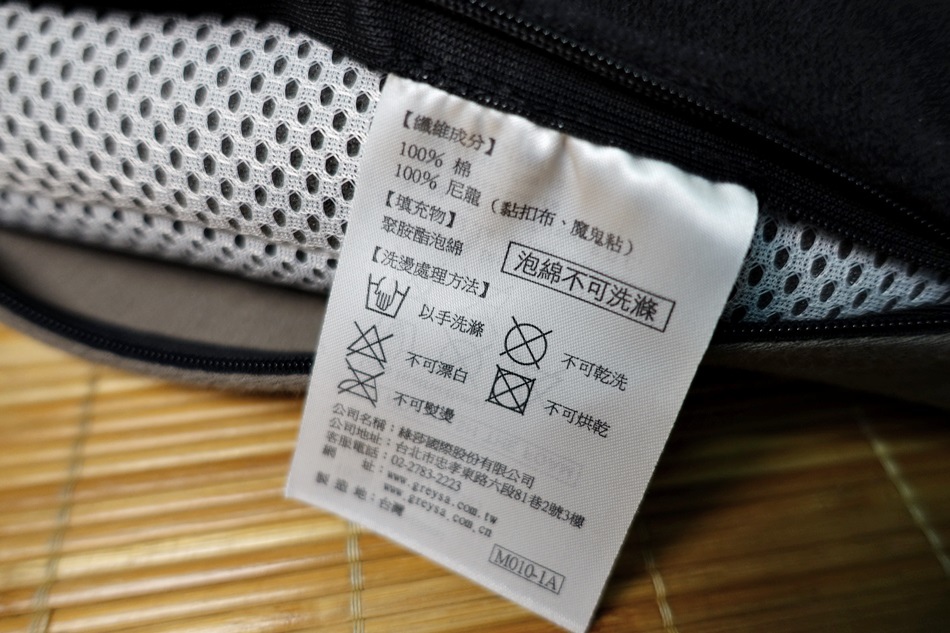 【纖維成分】
100% 棉
100% 尼龍（黏扣布、魔鬼粘）
【填充物】
聚胺酯泡綿
泡綿不可洗滌
【洗燙處理方法】
以手洗滌
不可乾洗
不可漂白
不可烘乾
不可熨燙
公司名稱：綠莎國際股份有限公司
公司地址：台北市忠孝東路六段81巷2號3樓
客服電話：02-2783-2223
網址：www.greysa.com.tw
www.greysa.com.cn
製造地：台灣
M010-1A